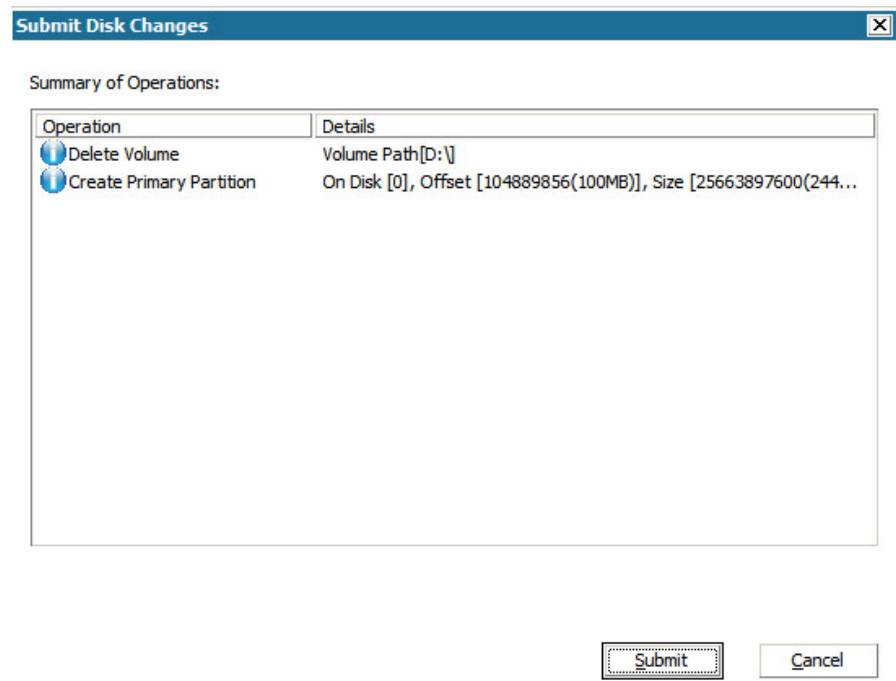 Submit Disk Changes
Summary of Operations:
Operation Details
Delete Volume Volume Path[D:\]
Create Primary Partition On Disk [0], Offset [104889856(100MB)], Size [25663897600(244...
Submit Cancel